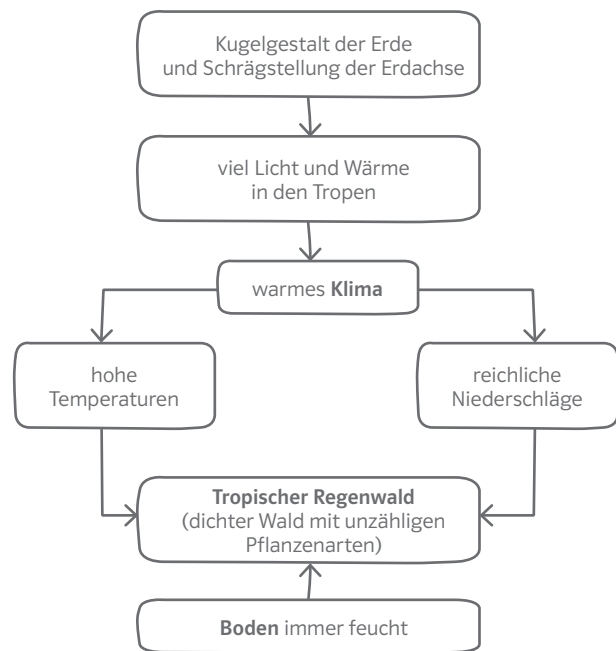 Kugelgestalt der Erde
und Schrägstellung der Erdachse
viel Licht und Wärme
in den Tropen
warmes Klima
hohe
Temperaturen
reichliche
Niederschläge
Tropischer Regenwald
(dichter Wald mit unzähligen
Pflanzenarten)
Boden immer feucht